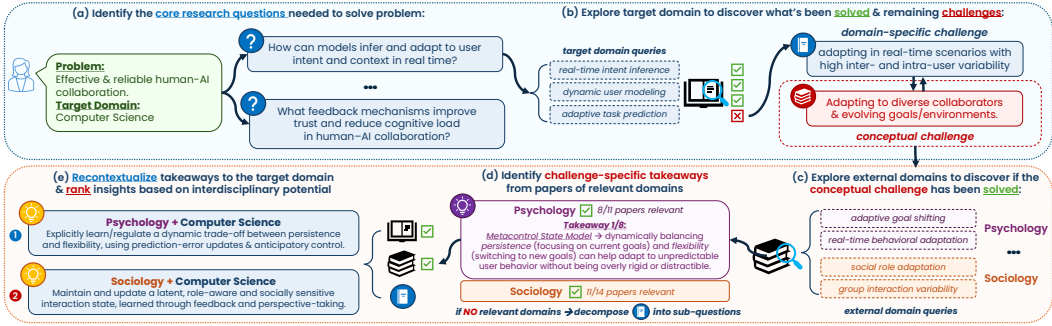 (a) Identify the core research questions needed to solve problem:
Problem:
Effective & reliable human-AI
collaboration.
Target Domain:
Computer Science
?
How can models infer and adapt to user
intent and context in real time?
•••
?
What feedback mechanisms improve
trust and reduce cognitive load
in human–AI collaboration?
(b) Explore target domain to discover what's been solved & remaining challenges:
target domain queries
real-time intent inference
dynamic user modeling
adaptive task prediction
domain-specific challenge
adapting in real-time scenarios with
high inter- and intra-user variability
Adapting to diverse collaborators
& evolving goals/environments.
conceptual challenge
(c) Explore external domains to discover if the
conceptual challenge has been solved:
adaptive goal shifting
real-time behavioral adaptation
Psychology
•••
social role adaptation
group interaction variability
Sociology
external domain queries
(d) Identify challenge-specific takeaways
from papers of relevant domains
Psychology 8/11 papers relevant
Takeaway 1/8:
Metacontrol State Model → dynamically balancing
persistence (focusing on current goals) and flexibility
(switching to new goals) can help adapt to unpredictable
user behavior without being overly rigid or distractible.
Sociology 11/14 papers relevant
if NO relevant domains → decompose into sub-questions
(e) Recontextualize takeaways to the target domain
& rank insights based on interdisciplinary potential
1
Psychology + Computer Science
Explicitly learn/regulate a dynamic trade-off between persistence
and flexibility, using prediction-error updates & anticipatory control.
2
Sociology + Computer Science
Maintain and update a latent, role-aware and socially sensitive
interaction state, learned through feedback and perspective-taking.